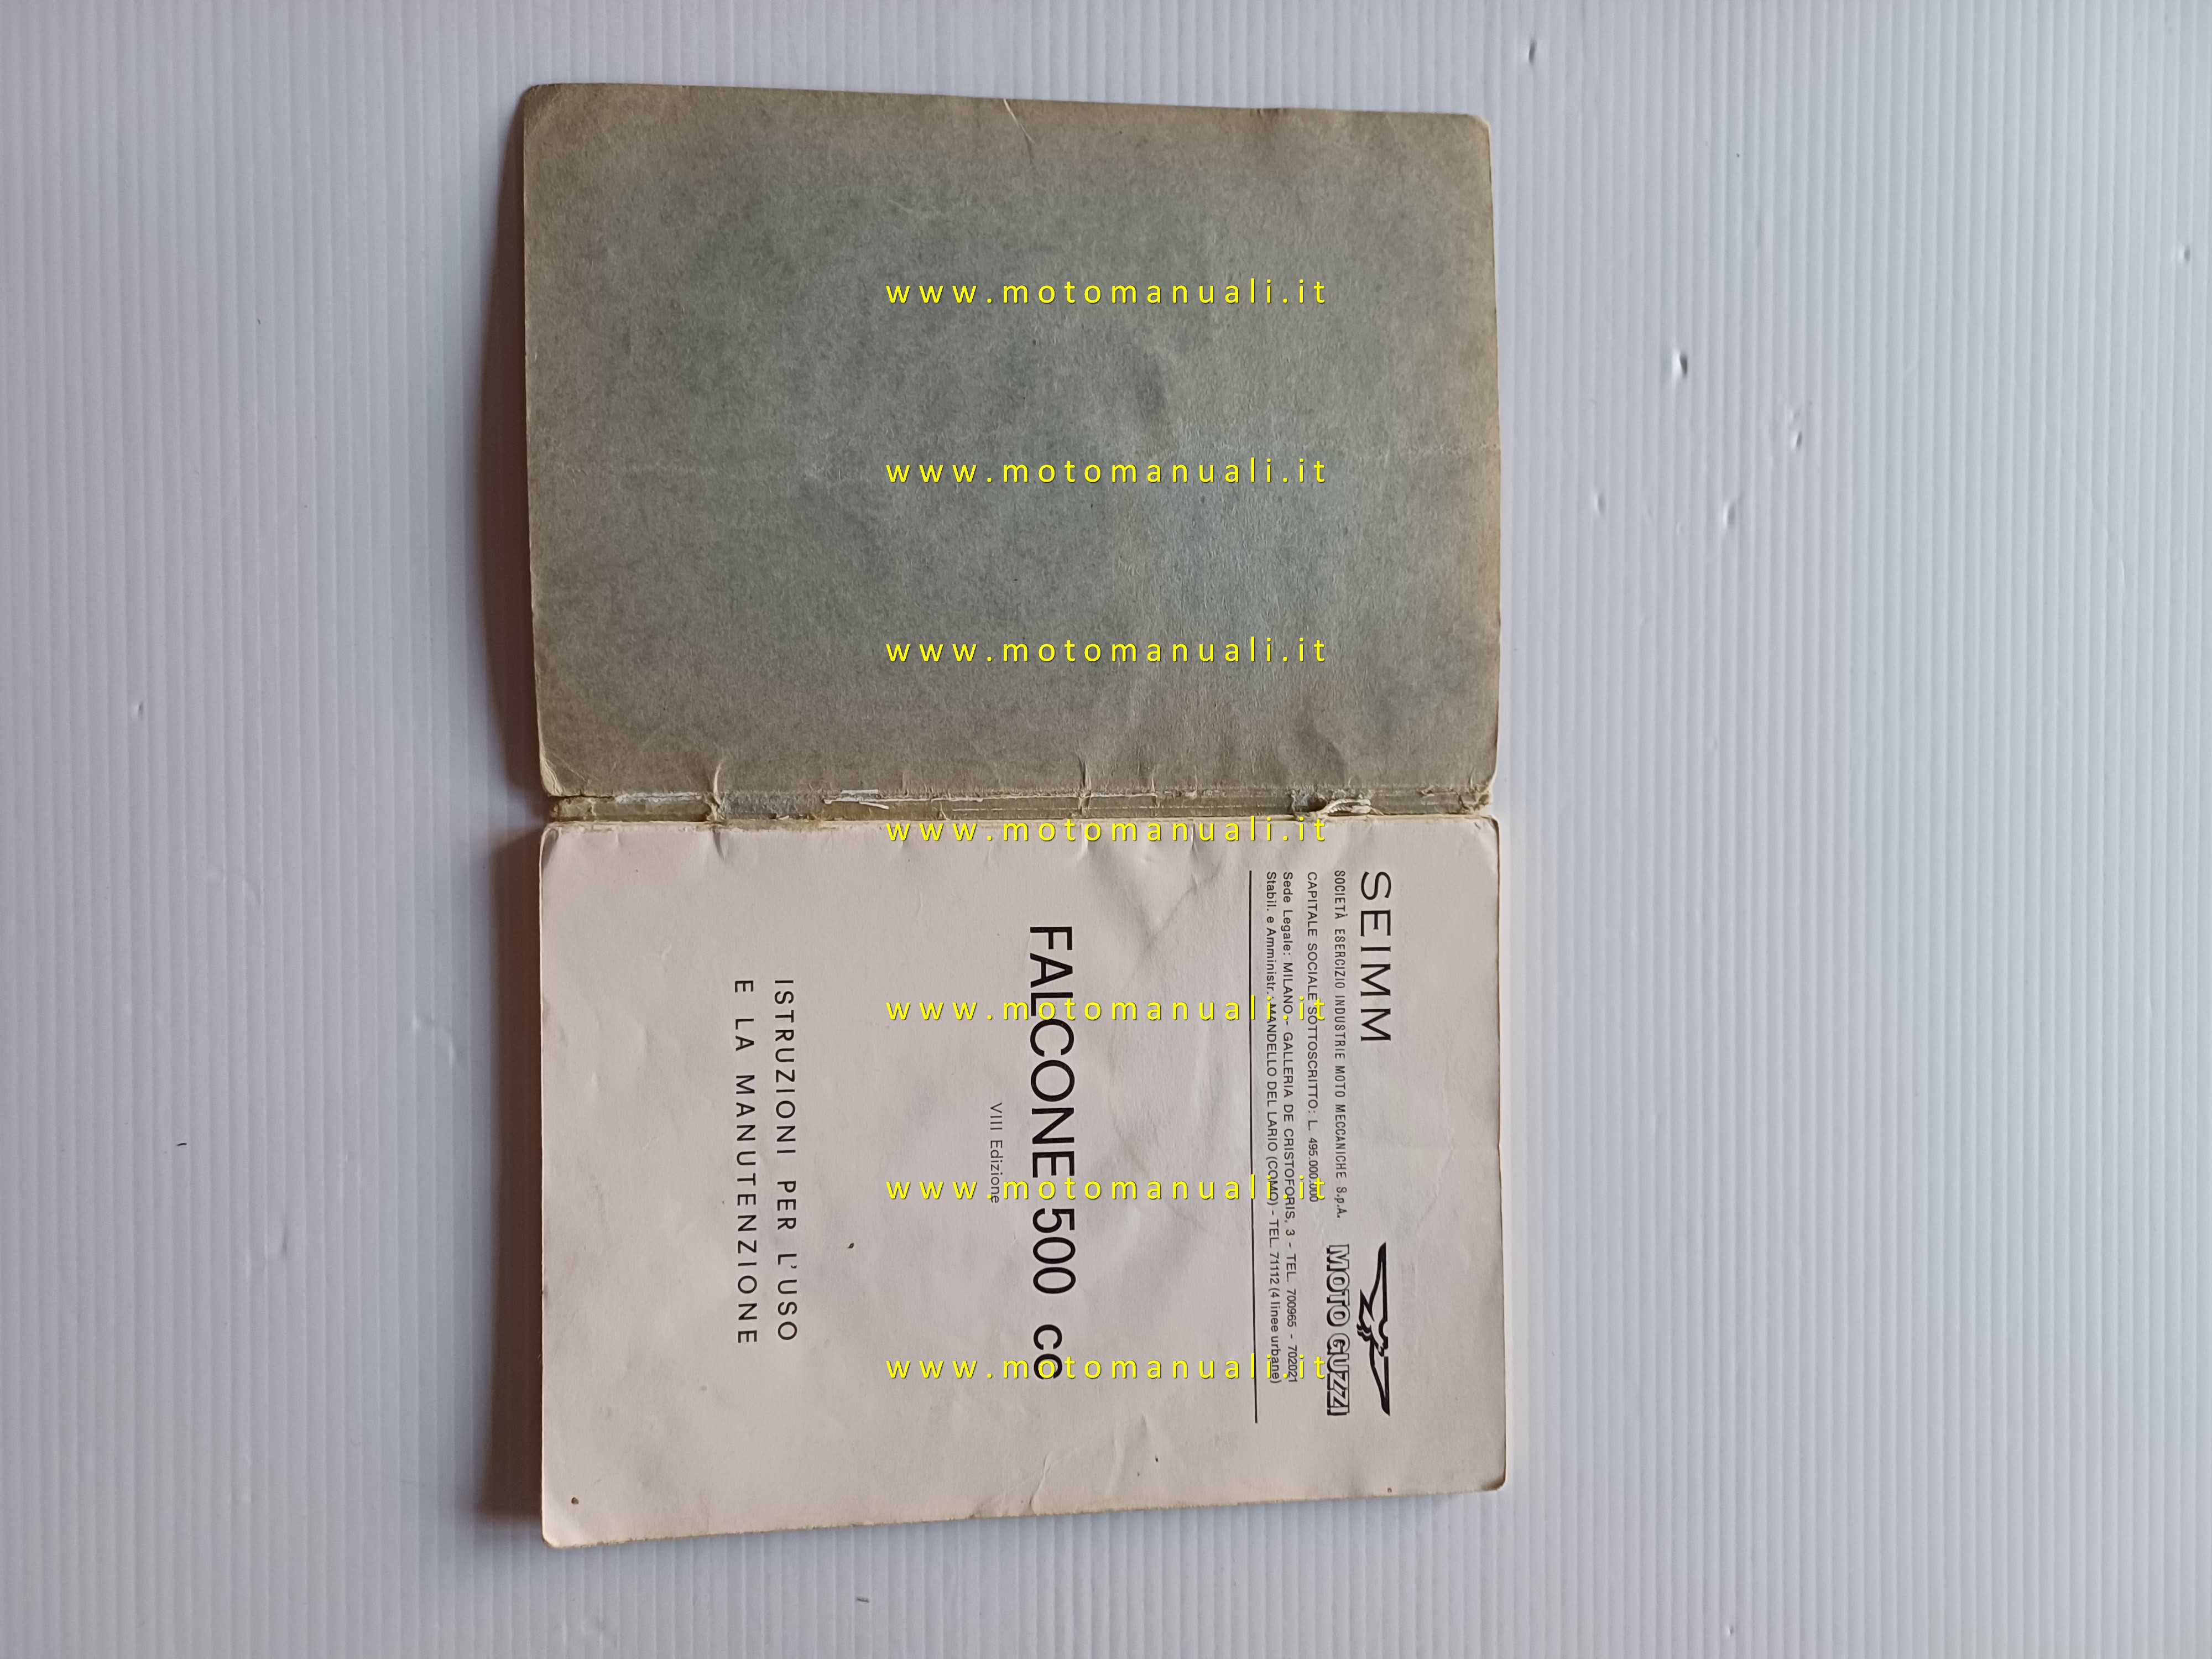 SEIMM
SOCIETÀ ESERCIZIO INDUSTRIE MOTO MECCANICHE S.p.A.
MOTO GUZZI
CAPITALE SOCIALE SOTTOSCRITTO: L. 495.000.000
Sede Legale: MILANO - GALLERIA DE CRISTOFORIS, 3 - TEL. 700965 - 702021
Stabil. e Amministr.: MANDELLO DEL LARIO (COMO) - TEL. 71112 (4 linee urbane)
FALCONE 500 cc
VIII Edizione
ISTRUZIONI PER L'USO
E LA MANUTENZIONE
www.motomanuali.it
www.motomanuali.it
www.motomanuali.it
www.motomanuali.it
www.motomanuali.it
www.motomanuali.it
www.motomanuali.it